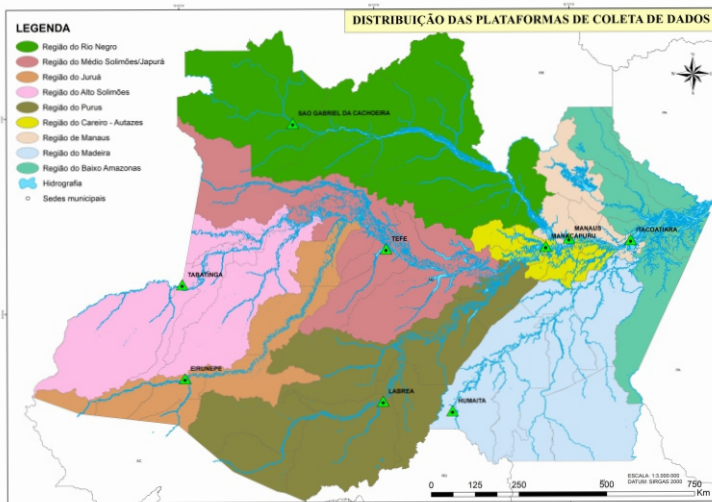 DISTRIBUIÇÃO DAS PLATAFORMAS DE COLETA DE DADOS
LEGENDA
Região do Rio Negro
Região do Médio Solimões/Japurá
Região do Juruá
Região do Alto Solimões
Região do Purus
Região do Careiro - Autazes
Região de Manaus
Região do Madeira
Região do Baixo Amazonas
Hidrografia
Sedes municipais
SAO GABRIEL DA CACHOEIRA
MANAUS
MANACAPURU
ITACOATIARA
TEFE
TABATINGA
EIRUNEPE
LABREA
HUMAITA
ESCALA: 1:3.000.000
DATUM: SIRGAS 2000
0 125 250 500 750
Km